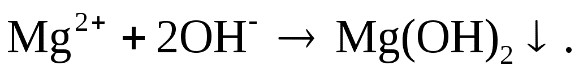 Mg²⁺ + 2OH⁻ → Mg(OH)₂ ↓ .